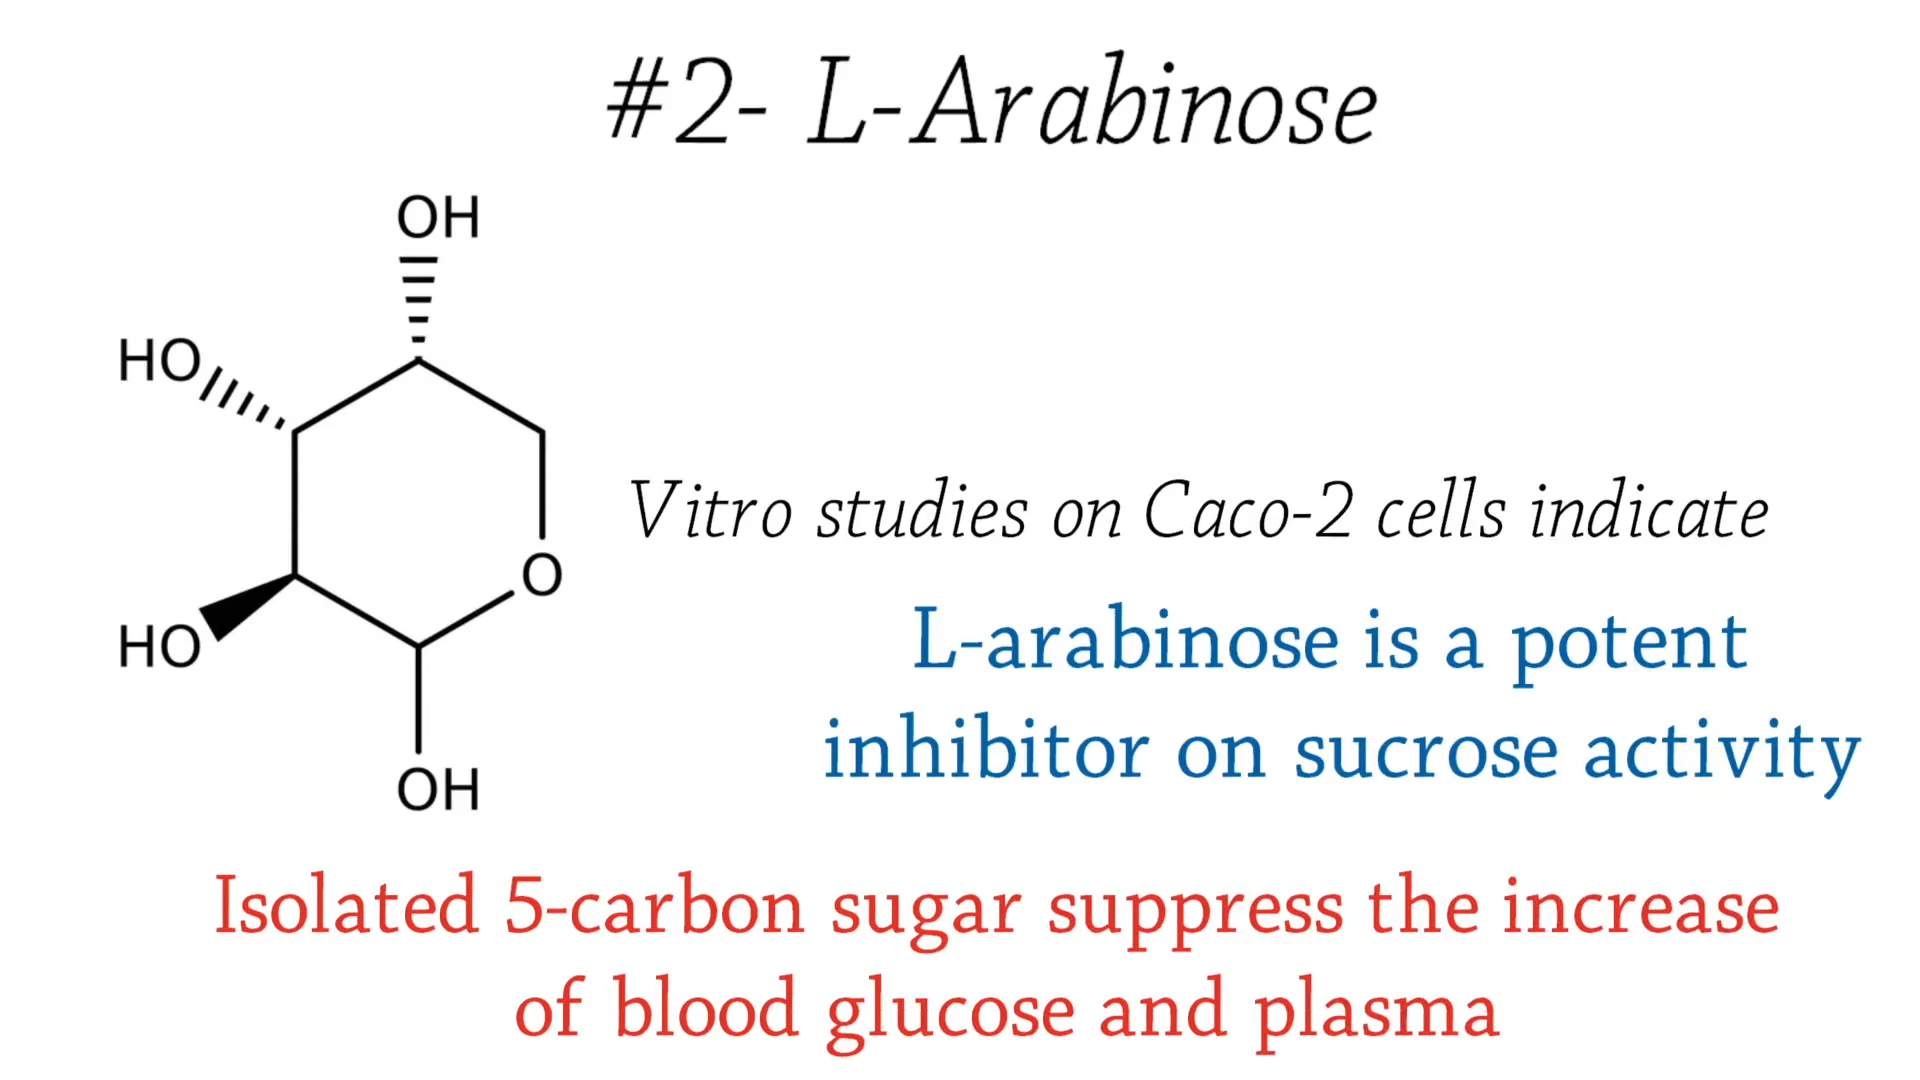 #2- L-Arabinose
OH
HO
Vitro studies on Caco-2 cells indicate
O
L-arabinose is a potent
HO
inhibitor on sucrose activity
OH
Isolated 5-carbon sugar suppress the increase
of blood glucose and plasma